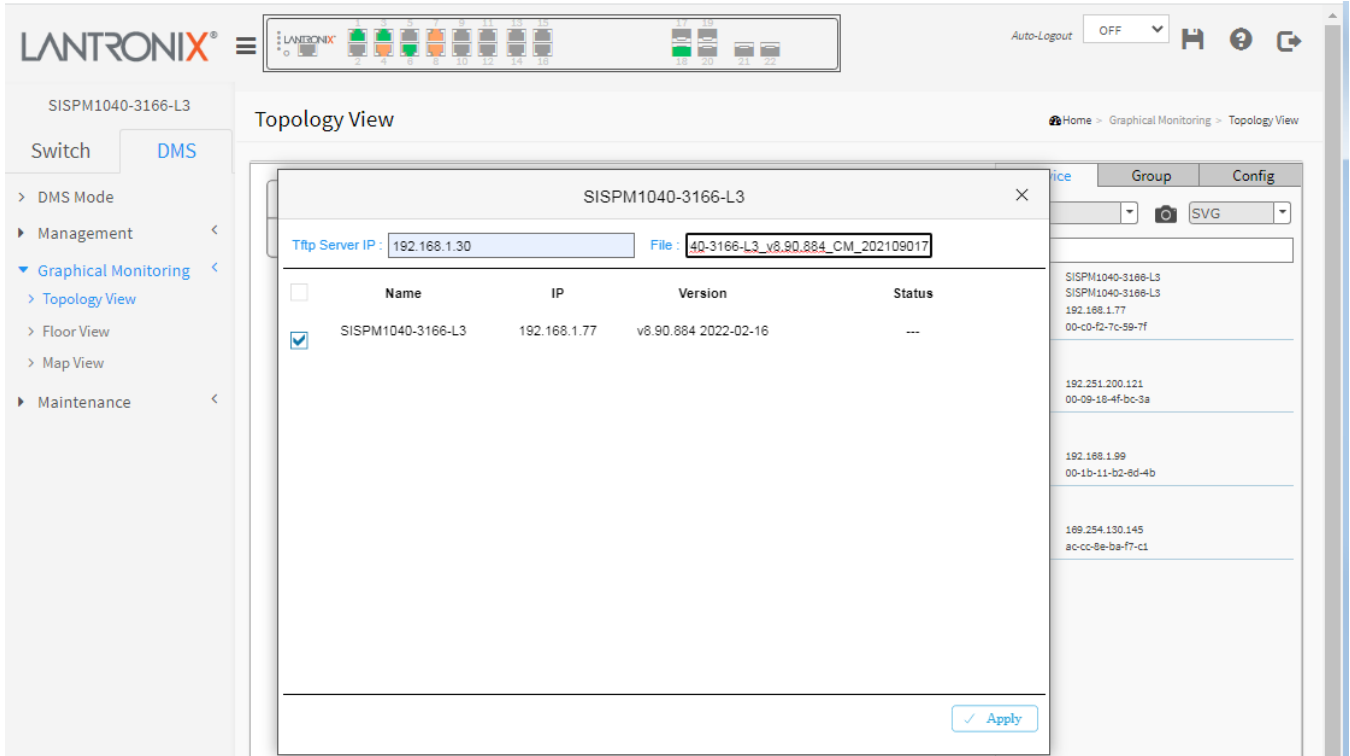 LANTRONIX®
LANTRONIX
1 3 5 7 9 11 13 15 17 19
2 4 6 8 10 12 14 16 18 20 21 22
Auto-Logout OFF
SISPM1040-3166-L3
Switch DMS
> DMS Mode
Management
Graphical Monitoring
> Topology View
> Floor View
> Map View
Maintenance
Topology View
Home > Graphical Monitoring > Topology View
SISPM1040-3166-L3
Tftp Server IP : 192.168.1.30 File : 40-3166-L3_v8.90.884_CM_202109017
Name IP Version Status
SISPM1040-3166-L3 192.168.1.77 v8.90.884 2022-02-16 ---
Apply
vice Group Config
SVG
SISPM1040-3166-L3
SISPM1040-3166-L3
192.168.1.77
00-c0-f2-7c-59-7f
192.251.200.121
00-09-18-4f-bc-3a
192.168.1.99
00-1b-11-b2-6d-4b
169.254.130.145
ac-cc-8e-ba-f7-c1